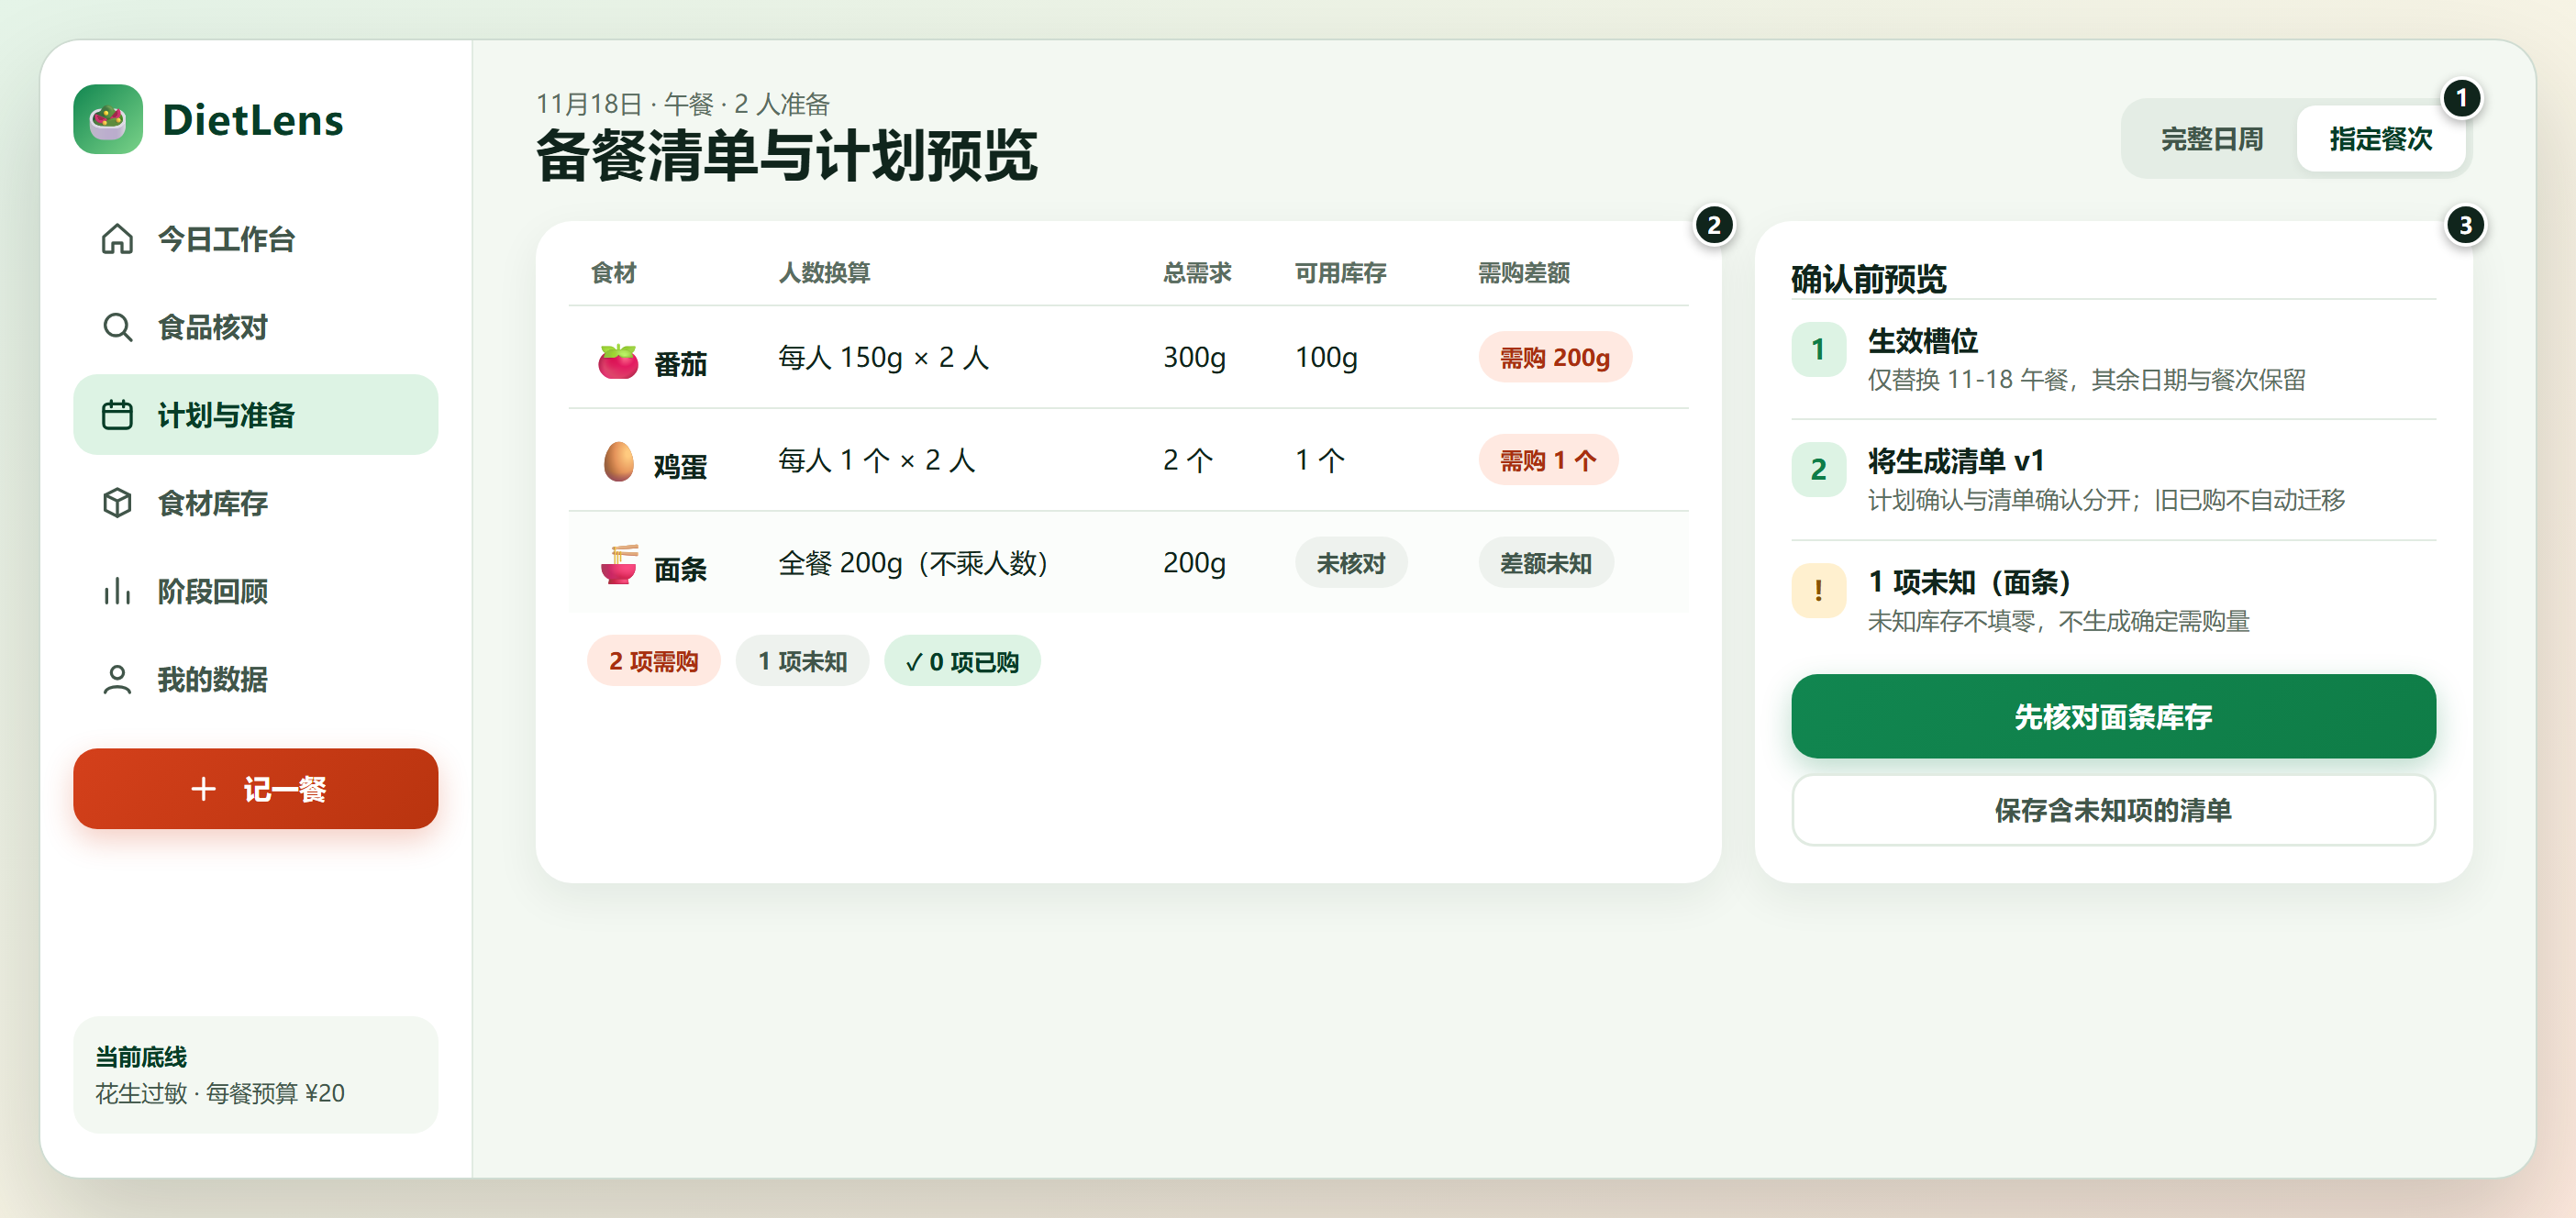 DietLens
今日工作台
食品核对
计划与准备
食材库存
阶段回顾
我的数据
+ 记一餐
当前底线
花生过敏 · 每餐预算 ¥20
11月18日 · 午餐 · 2 人准备
备餐清单与计划预览
完整日周 指定餐次 1
2
食材 人数换算 总需求 可用库存 需购差额
番茄 每人 150g × 2 人 300g 100g 需购 200g
鸡蛋 每人 1 个 × 2 人 2 个 1 个 需购 1 个
面条 全餐 200g（不乘人数） 200g 未核对 差额未知
2 项需购 1 项未知 ✓ 0 项已购
3
确认前预览
1 生效槽位
仅替换 11-18 午餐，其余日期与餐次保留
2 将生成清单 v1
计划确认与清单确认分开；旧已购不自动迁移
! 1 项未知（面条）
未知库存不填零，不生成确定需购量
先核对面条库存
保存含未知项的清单